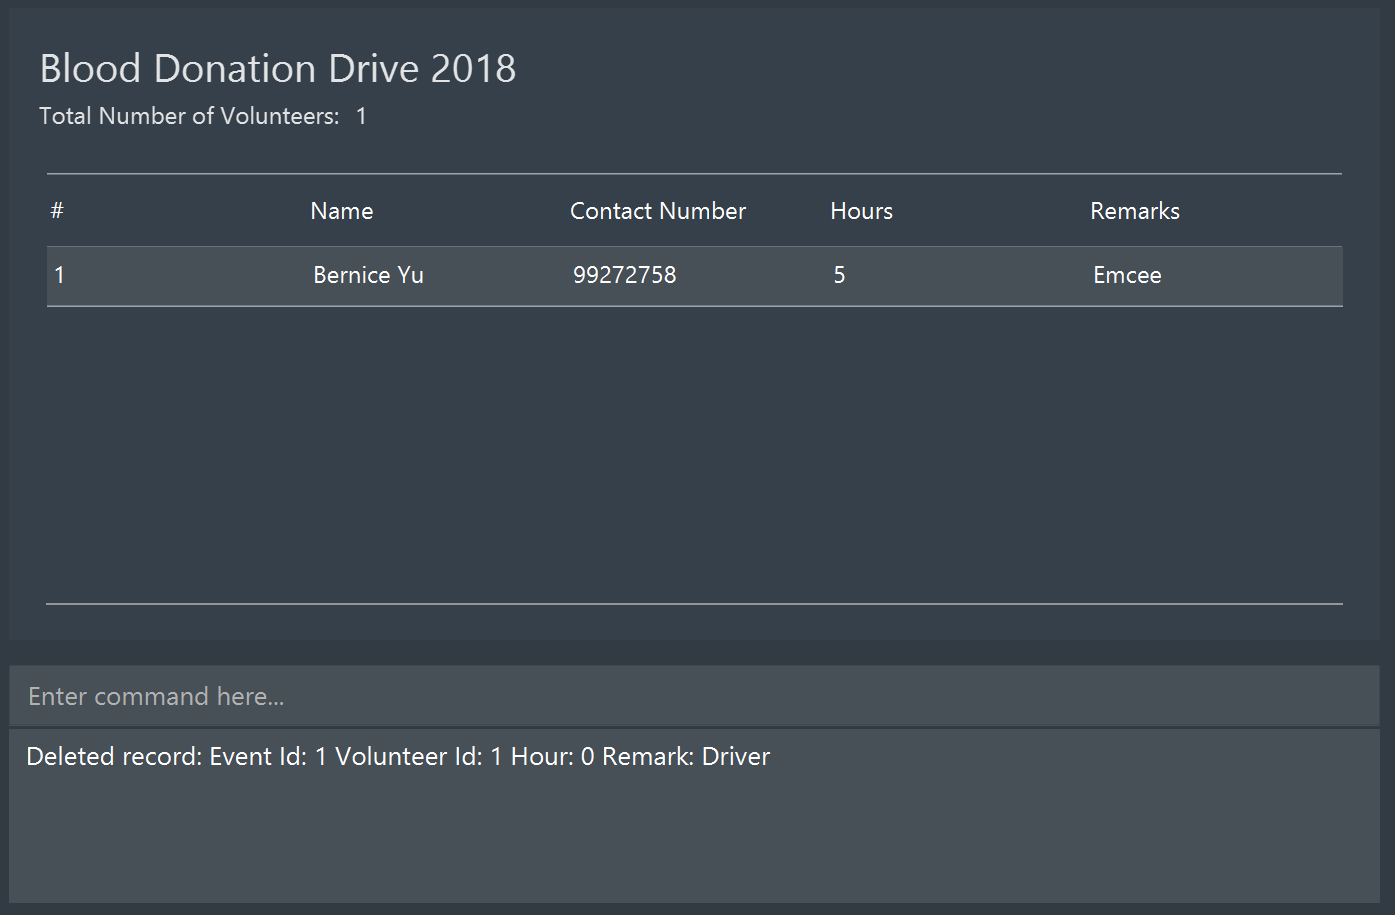 Blood Donation Drive 2018
Total Number of Volunteers: 1
# Name Contact Number Hours Remarks
1 Bernice Yu 99272758 5 Emcee
Enter command here...
Deleted record: Event Id: 1 Volunteer Id: 1 Hour: 0 Remark: Driver